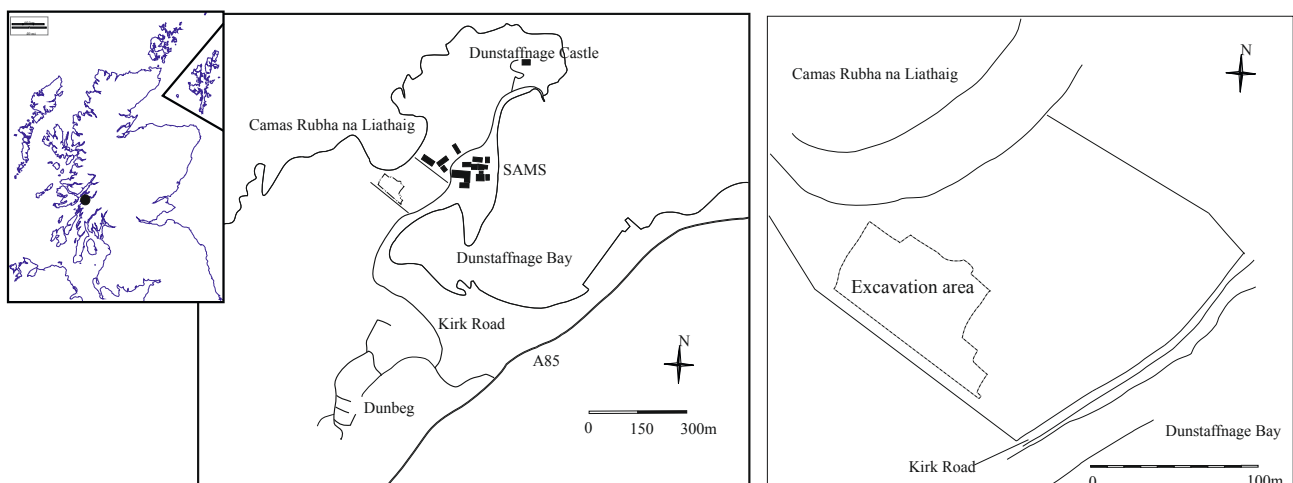 Dunstaffnage Castle
Camas Rubha na Liathaig
SAMS
Dunstaffnage Bay
Kirk Road
A85
Dunbeg
N
0 150 300m
Camas Rubha na Liathaig
N
Excavation area
Dunstaffnage Bay
Kirk Road
0 100m